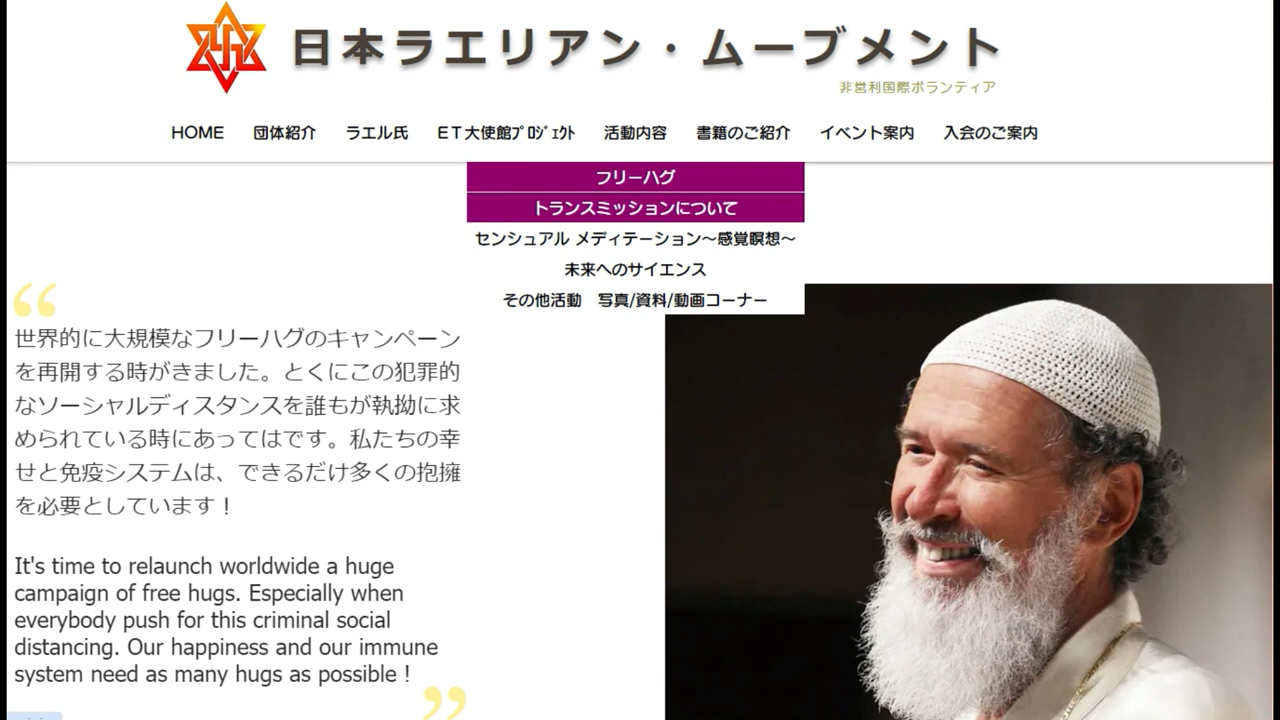 日本ラエリアン・ムーブメント
非営利国際ボランティア
HOME 団体紹介 ラエル氏 ET大使館ﾌﾟﾛｼﾞｪｸﾄ 活動内容 書籍のご紹介 イベント案内 入会のご案内
フリーハグ
トランスミッションについて
センシュアル メディテーション〜感覚瞑想〜
未来へのサイエンス
その他活動 写真/資料/動画コーナー
“
世界的に大規模なフリーハグのキャンペーン
を再開する時がきました。とくにこの犯罪的
なソーシャルディスタンスを誰もが執拗に求
められている時にあってはです。私たちの幸
せと免疫システムは、できるだけ多くの抱擁
を必要としています！
It's time to relaunch worldwide a huge
campaign of free hugs. Especially when
everybody push for this criminal social
distancing. Our happiness and our immune
system need as many hugs as possible !
”